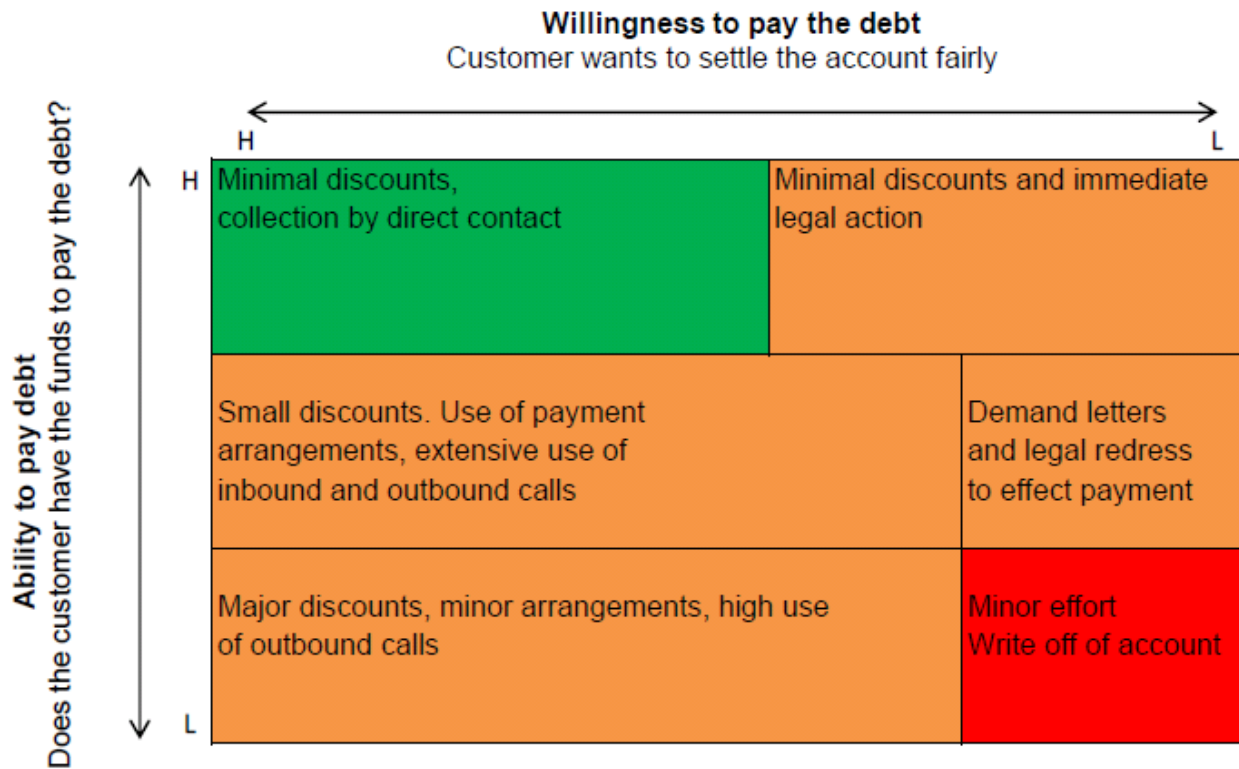 Willingness to pay the debt
Customer wants to settle the account fairly
H
L
Ability to pay debt
Does the customer have the funds to pay the debt?
H
Minimal discounts,
collection by direct contact
Minimal discounts and immediate
legal action
Small discounts. Use of payment
arrangements, extensive use of
inbound and outbound calls
Demand letters
and legal redress
to effect payment
Major discounts, minor arrangements, high use
of outbound calls
Minor effort
Write off of account
L